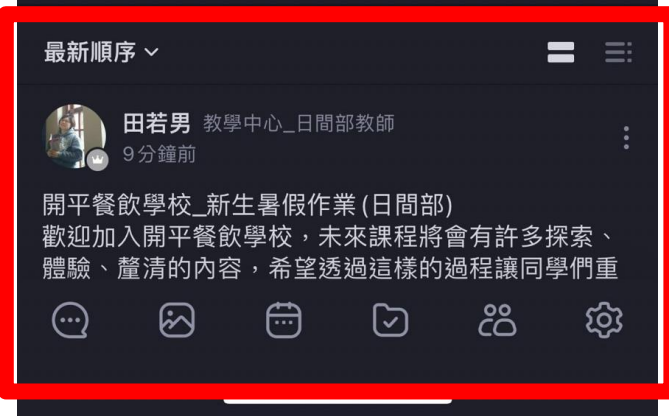 最新順序
田若男 教學中心_日間部教師
9分鐘前
開平餐飲學校_新生暑假作業(日間部)
歡迎加入開平餐飲學校，未來課程將會有許多探索、
體驗、釐清的內容，希望透過這樣的過程讓同學們重